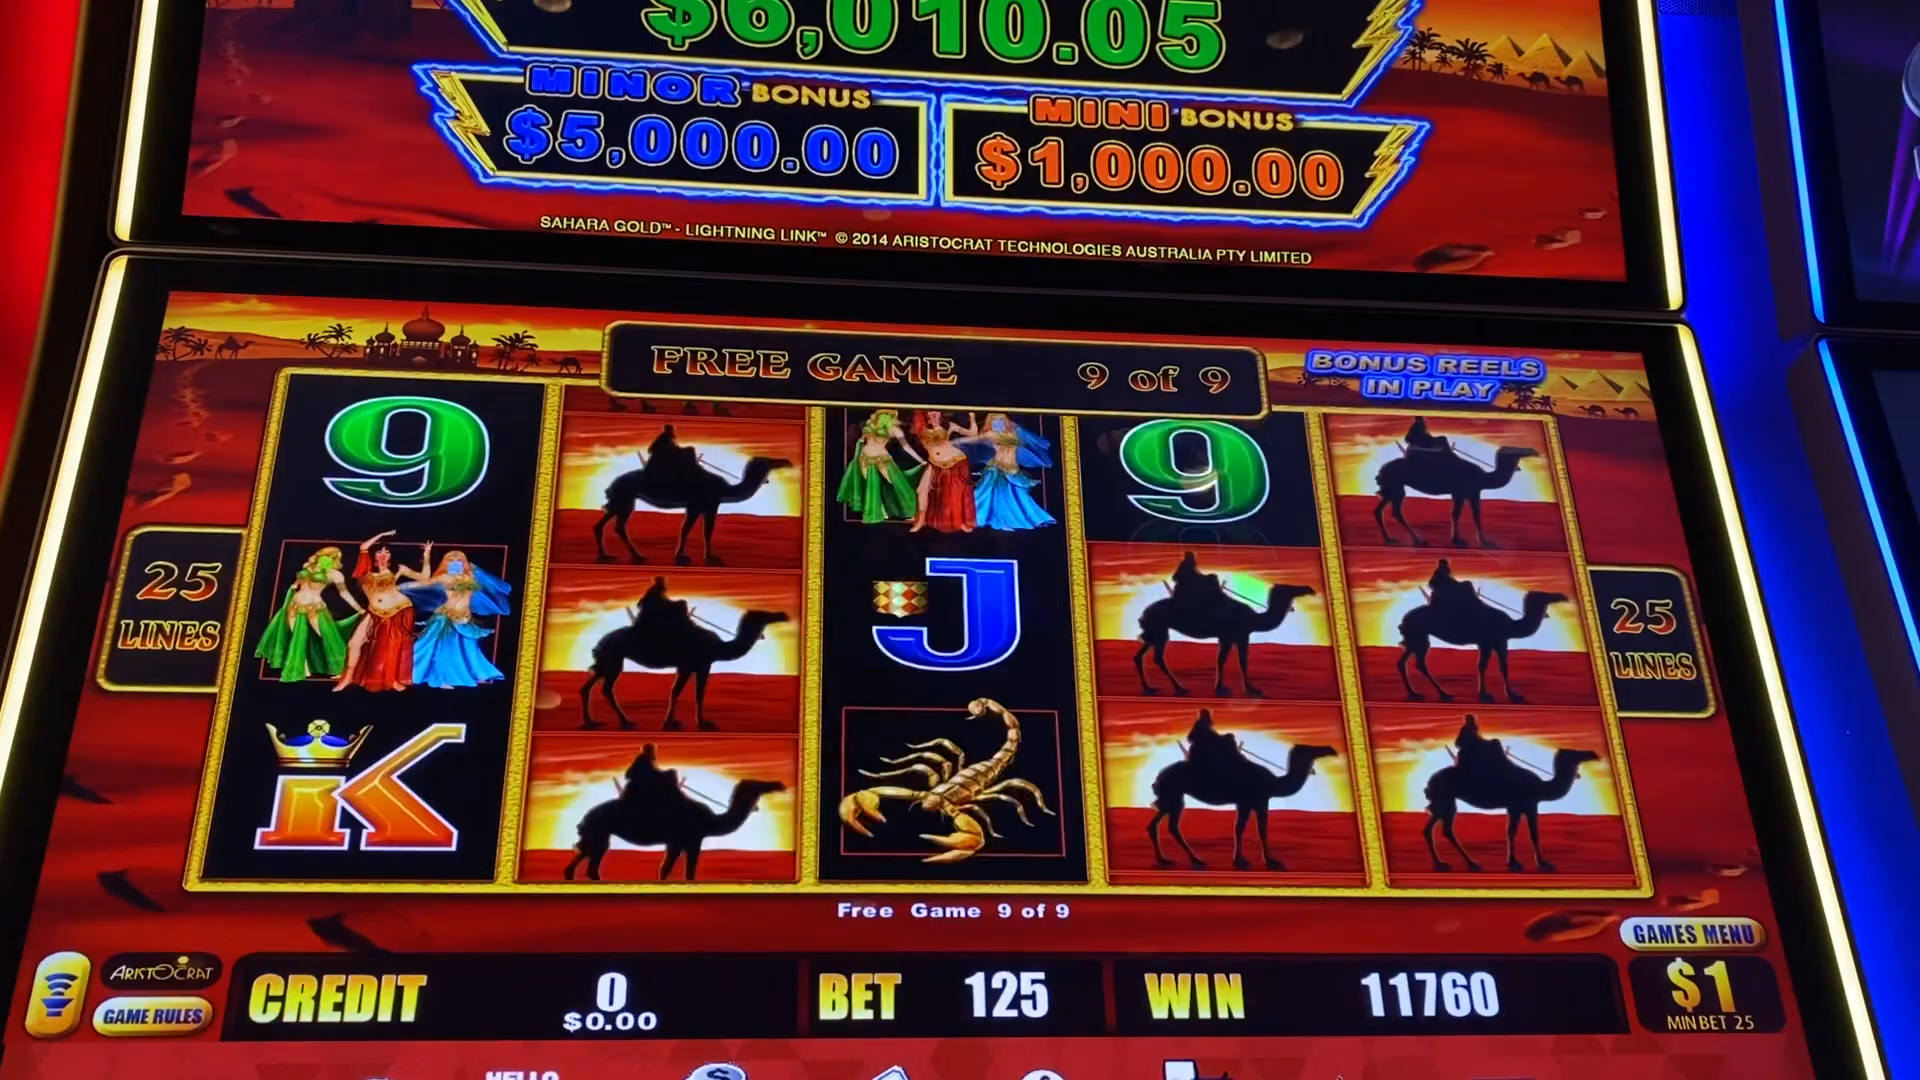 $6,010.05
MINOR BONUS
$5,000.00
MINI BONUS
$1,000.00
SAHARA GOLD™ - LIGHTNING LINK™ © 2014 ARISTOCRAT TECHNOLOGIES AUSTRALIA PTY LIMITED
FREE GAME 9 of 9
BONUS REELS
IN PLAY
9
9
25
LINES
J
25
LINES
K
Free Game 9 of 9
GAMES MENU
ARISTOCRAT
GAME RULES
CREDIT 0
$0.00
BET 125
WIN 11760
$1
MIN BET 25
HELLO